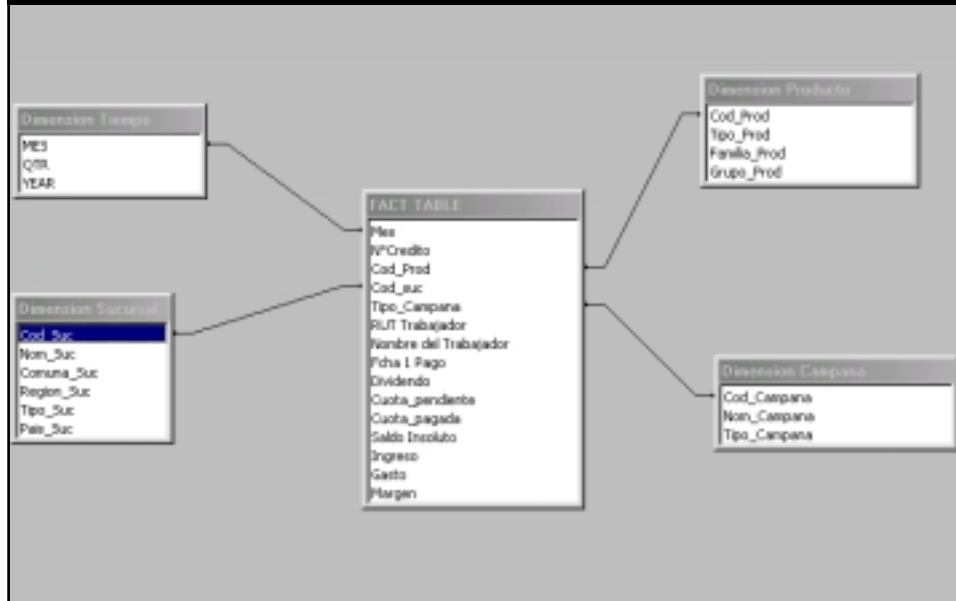 Dimension Tiempo
MES
QTR
YEAR
Dimension Sucursal
Cod_Suc
Nom_Suc
Comuna_Suc
Region_Suc
Tipo_Suc
Pais_Suc
FACT TABLE
Mes
NºCredito
Cod_Prod
Cod_suc
Tipo_Campana
RUT Trabajador
Nombre del Trabajador
Fcha 1 Pago
Dividendo
Cuota_pendiente
Cuota_pagada
Saldo Insoluto
Ingreso
Gasto
Margen
Dimension Producto
Cod_Prod
Tipo_Prod
Familia_Prod
Grupo_Prod
Dimension Campana
Cod_Campana
Nom_Campana
Tipo_Campana